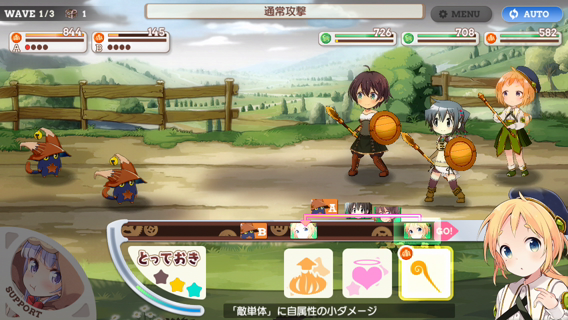 WAVE 1/3 1
通常攻撃
MENU
AUTO
844
145
A
B
726
708
582
A
B
GO!
とっておき
SUPPORT
「敵単体」に自属性の小ダメージ